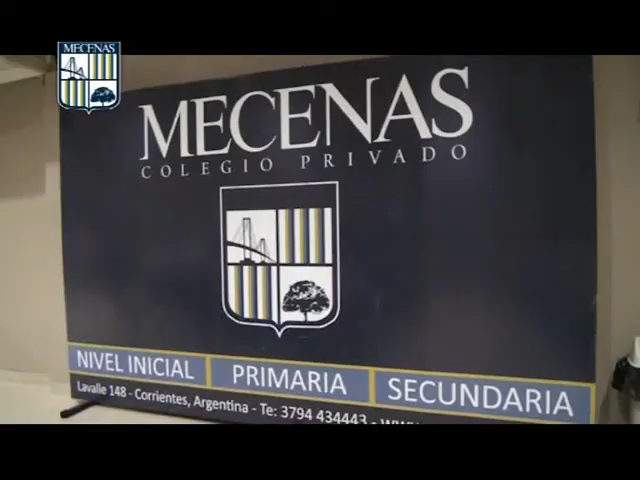 MECENAS
MECENAS
COLEGIO PRIVADO
NIVEL INICIAL
PRIMARIA
SECUNDARIA
Lavalle 148 - Corrientes, Argentina - Te: 3794 434443 -